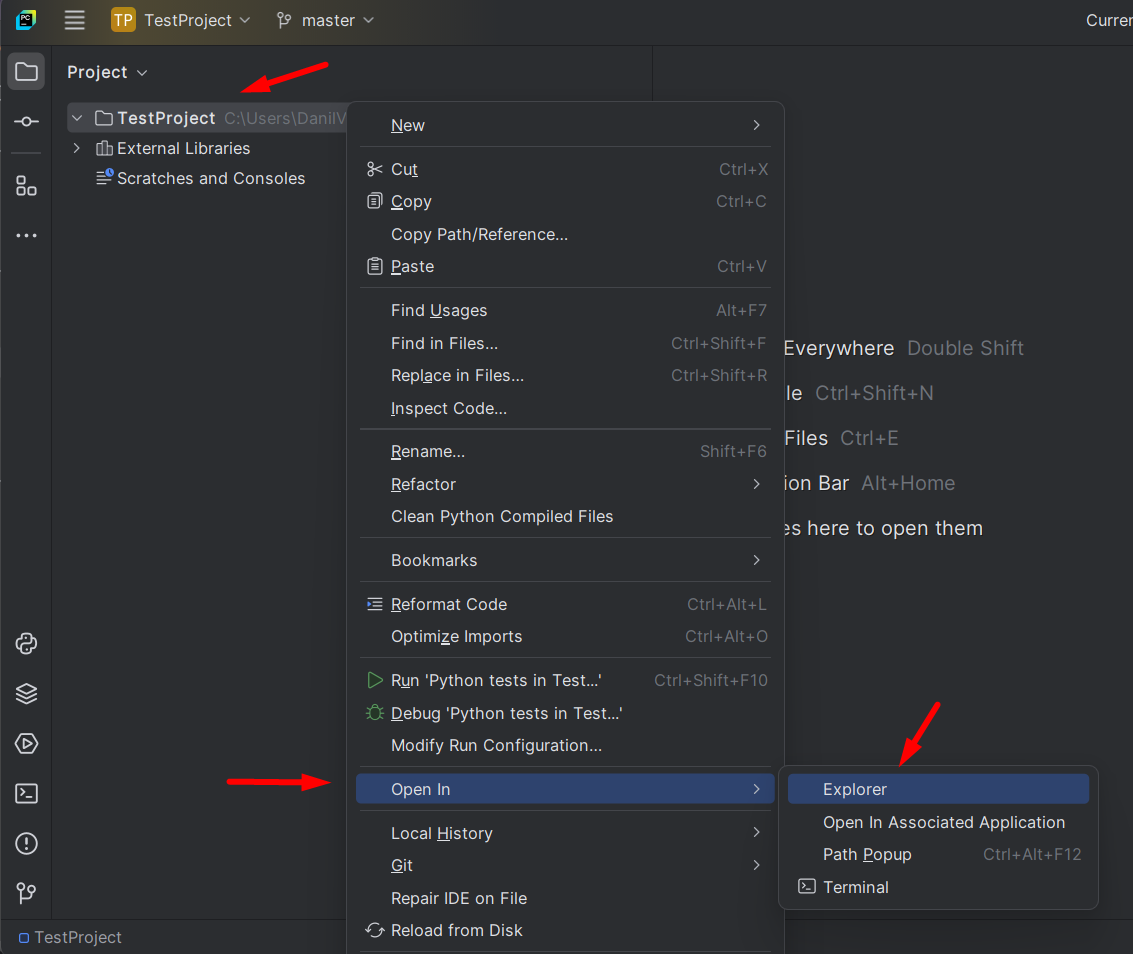 PC
TP TestProject master Curren
Project
TestProject C:\Users\DanilV
External Libraries
Scratches and Consoles
New
Cut Ctrl+X
Copy Ctrl+C
Copy Path/Reference...
Paste Ctrl+V
Find Usages Alt+F7
Find in Files... Ctrl+Shift+F
Replace in Files... Ctrl+Shift+R
Inspect Code...
Rename... Shift+F6
Refactor
Clean Python Compiled Files
Bookmarks
Reformat Code Ctrl+Alt+L
Optimize Imports Ctrl+Alt+O
Run 'Python tests in Test...' Ctrl+Shift+F10
Debug 'Python tests in Test...'
Modify Run Configuration...
Open In
Local History
Git
Repair IDE on File
Reload from Disk
Everywhere Double Shift
le Ctrl+Shift+N
Files Ctrl+E
ion Bar Alt+Home
es here to open them
Explorer
Open In Associated Application
Path Popup Ctrl+Alt+F12
Terminal
TestProject